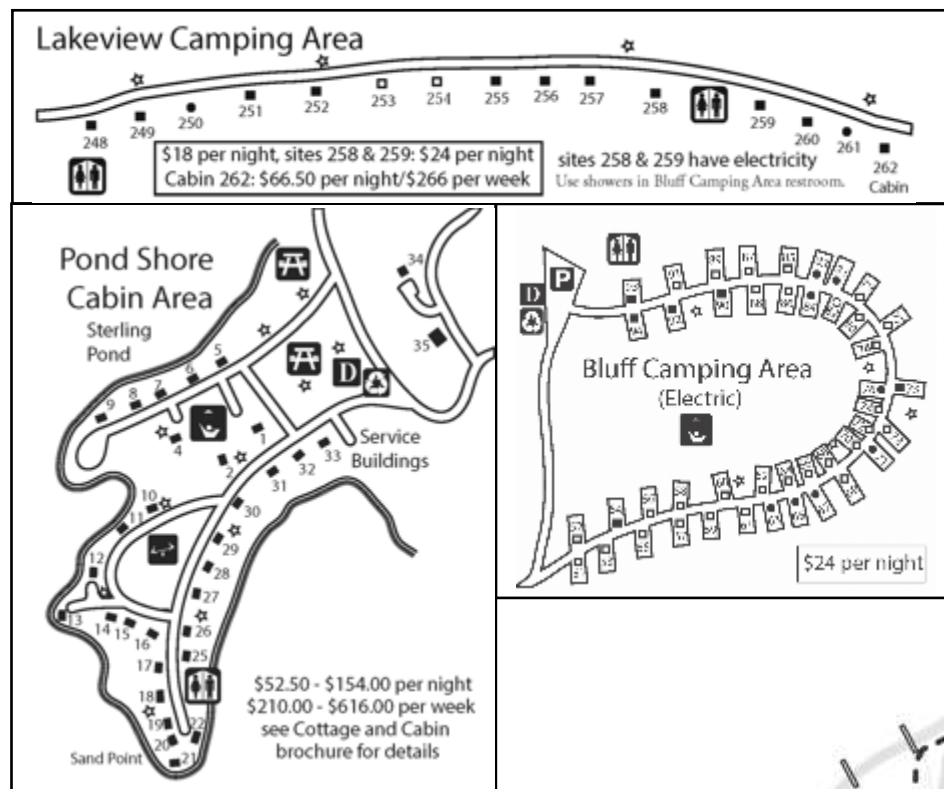 Lakeview Camping Area
248
249
250
251
252
253
254
255
256
257
258
259
260
261
262
Cabin
$18 per night, sites 258 & 259: $24 per night
Cabin 262: $66.50 per night/$266 per week
sites 258 & 259 have electricity
Use showers in Bluff Camping Area restroom.
Pond Shore
Cabin Area
Sterling
Pond
34
35
5
6
7
8
9
D
1
4
2
Service
Buildings
33
32
31
10
11
30
29
12
28
27
13
14
15
16
26
25
17
18
19
20
21
22
Sand Point
$52.50 - $154.00 per night
$210.00 - $616.00 per week
see Cottage and Cabin
brochure for details
P
D
Bluff Camping Area
(Electric)
$24 per night